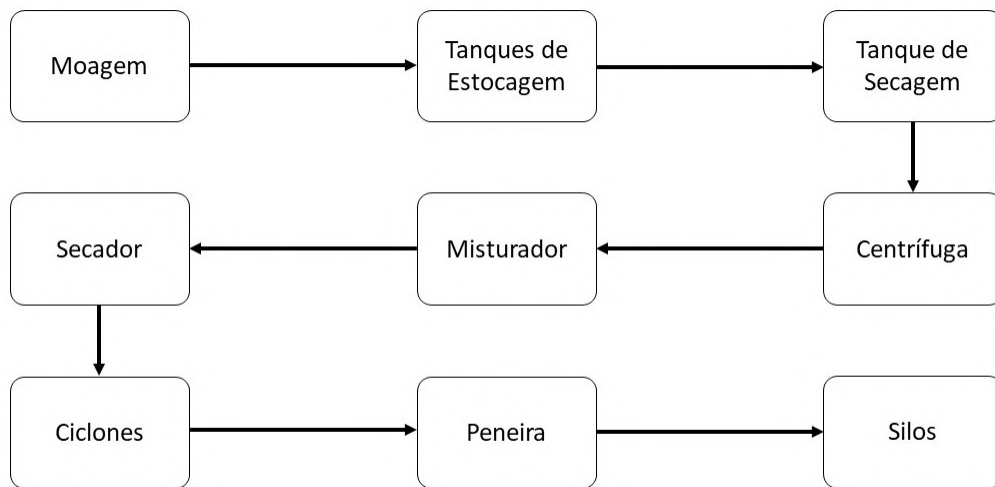 Moagem
Tanques de
Estocagem
Tanque de
Secagem
Secador
Misturador
Centrífuga
Ciclones
Peneira
Silos